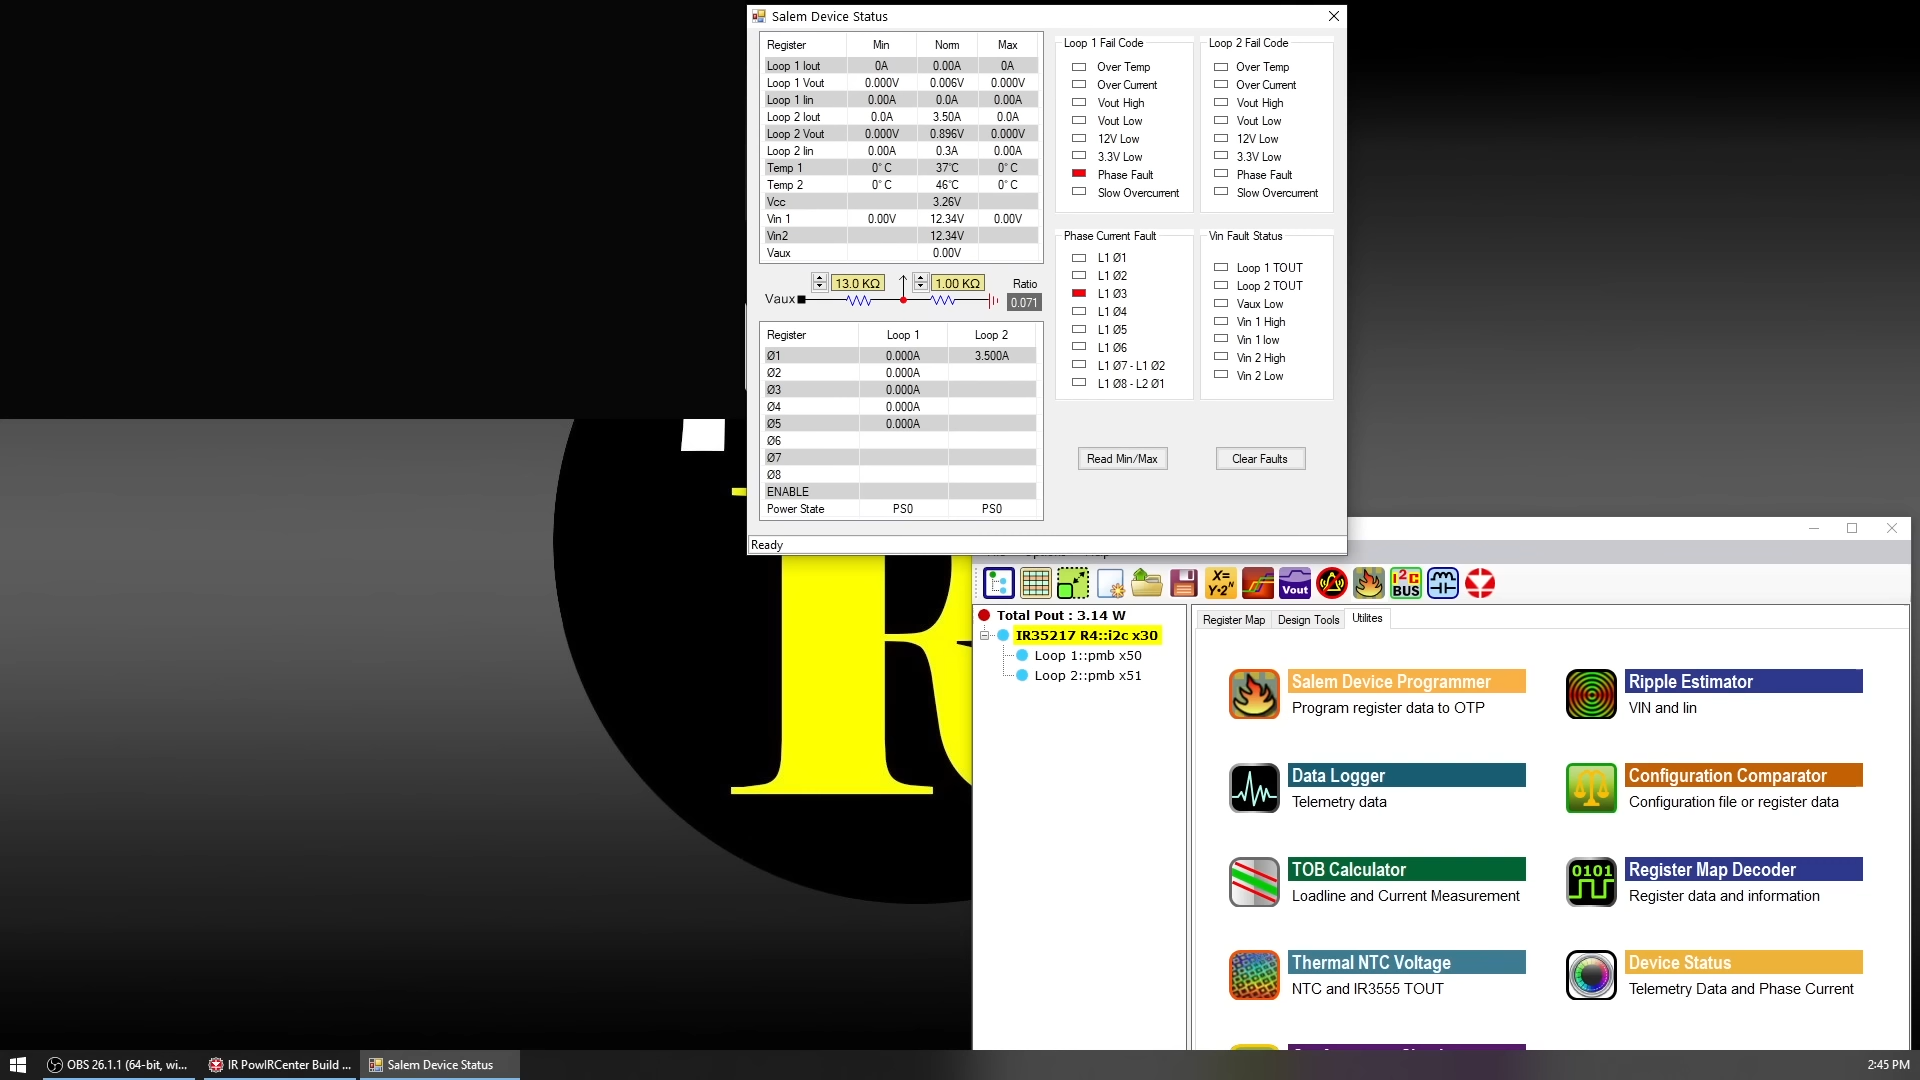 Salem Device Status
Register Min Norm Max
Loop 1 Iout 0A 0.00A 0A
Loop 1 Vout 0.000V 0.006V 0.000V
Loop 1 Iin 0.00A 0.0A 0.00A
Loop 2 Iout 0.0A 3.50A 0.0A
Loop 2 Vout 0.000V 0.896V 0.000V
Loop 2 Iin 0.00A 0.3A 0.00A
Temp 1 0°C 37°C 0°C
Temp 2 0°C 46°C 0°C
Vcc 3.26V
Vin 1 0.00V 12.34V 0.00V
Vin2 12.34V
Vaux 0.00V
13.0 KΩ 1.00 KΩ Ratio
Vaux 0.071
Register Loop 1 Loop 2
Ø1 0.000A 3.500A
Ø2 0.000A
Ø3 0.000A
Ø4 0.000A
Ø5 0.000A
Ø6
Ø7
Ø8
ENABLE
Power State PS0 PS0
Ready
Loop 1 Fail Code
Over Temp
Over Current
Vout High
Vout Low
12V Low
3.3V Low
Phase Fault
Slow Overcurrent
Loop 2 Fail Code
Over Temp
Over Current
Vout High
Vout Low
12V Low
3.3V Low
Phase Fault
Slow Overcurrent
Phase Current Fault
L1 Ø1
L1 Ø2
L1 Ø3
L1 Ø4
L1 Ø5
L1 Ø6
L1 Ø7 - L1 Ø2
L1 Ø8 - L2 Ø1
Vin Fault Status
Loop 1 TOUT
Loop 2 TOUT
Vaux Low
Vin 1 High
Vin 1 low
Vin 2 High
Vin 2 Low
Read Min/Max Clear Faults
R
X=
Y·2ᴺ
Vout
I²C
BUS
Total Pout : 3.14 W
IR35217 R4::i2c x30
Loop 1::pmb x50
Loop 2::pmb x51
Register Map Design Tools Utilites
Salem Device Programmer
Program register data to OTP
Ripple Estimator
VIN and Iin
Data Logger
Telemetry data
Configuration Comparator
Configuration file or register data
TOB Calculator
Loadline and Current Measurement
0101
Register Map Decoder
Register data and information
Thermal NTC Voltage
NTC and IR3555 TOUT
Device Status
Telemetry Data and Phase Current
OBS 26.1.1 (64-bit, wi... IR PowIRCenter Build ... Salem Device Status 2:45 PM